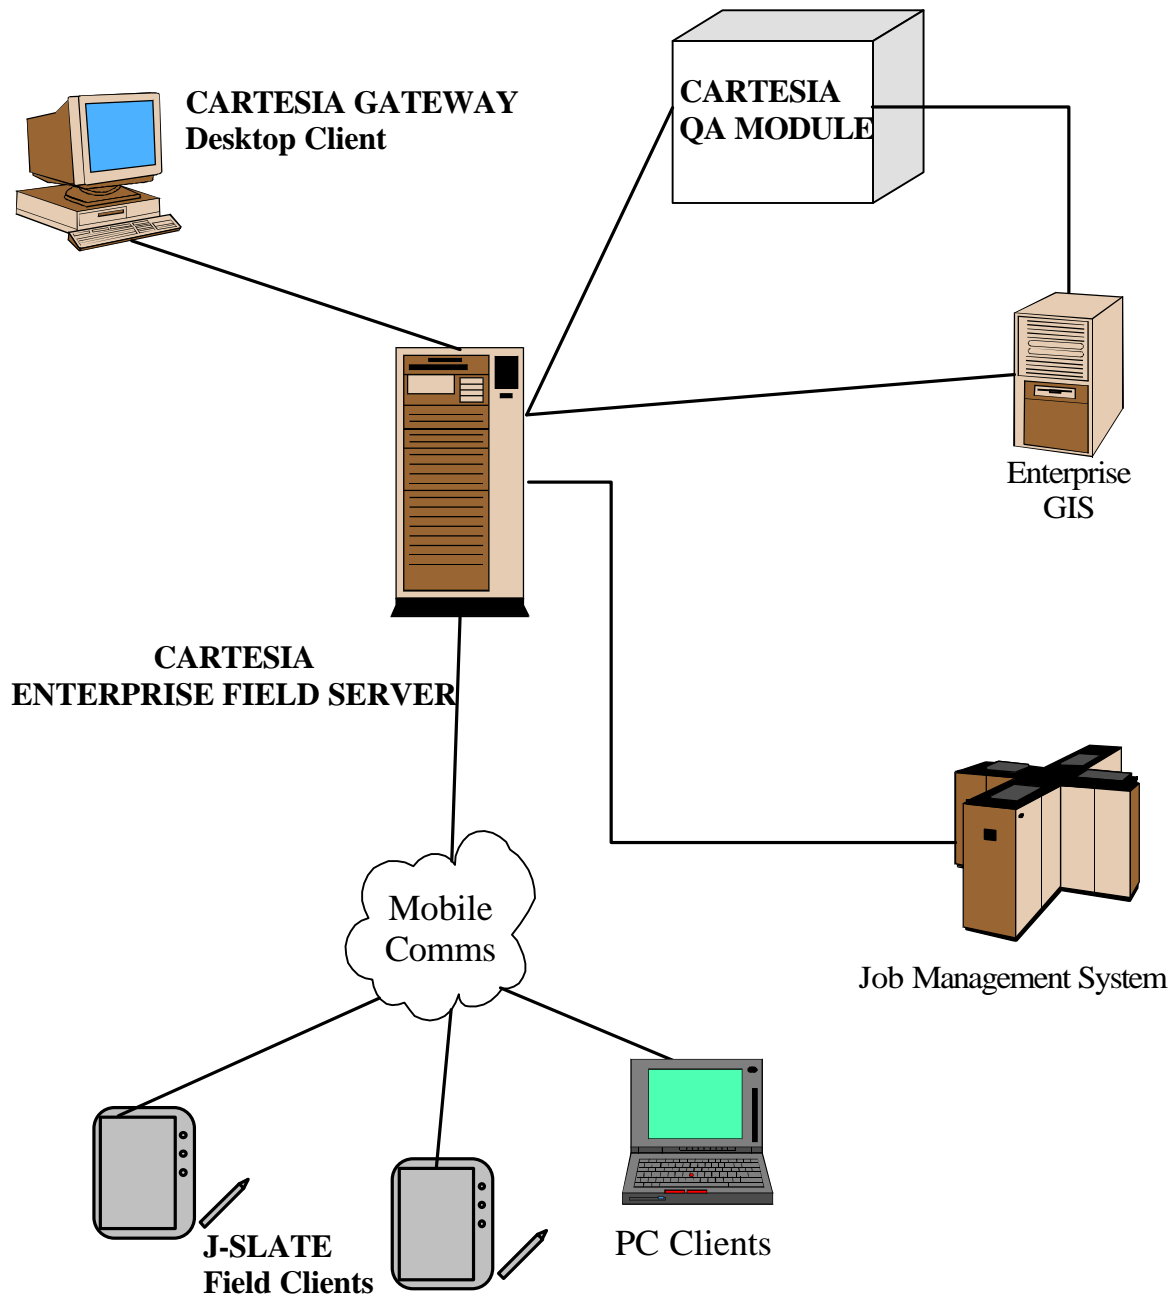 CARTESIA GATEWAY
Desktop Client
CARTESIA
QA MODULE
Enterprise
GIS
CARTESIA
ENTERPRISE FIELD SERVER
Mobile
Comms
Job Management System
J-SLATE
Field Clients
PC Clients